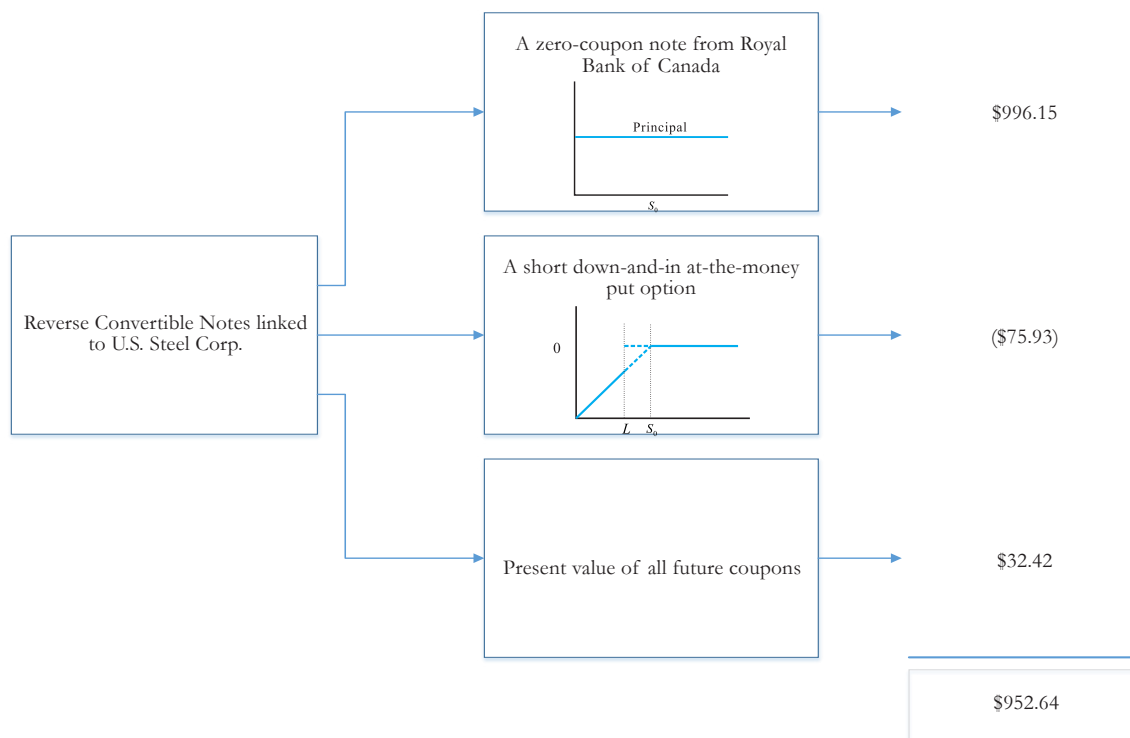 A zero-coupon note from Royal
Bank of Canada
Principal
S₀
$996.15
Reverse Convertible Notes linked
to U.S. Steel Corp.
A short down-and-in at-the-money
put option
0
L S₀
($75.93)
Present value of all future coupons
$32.42
$952.64